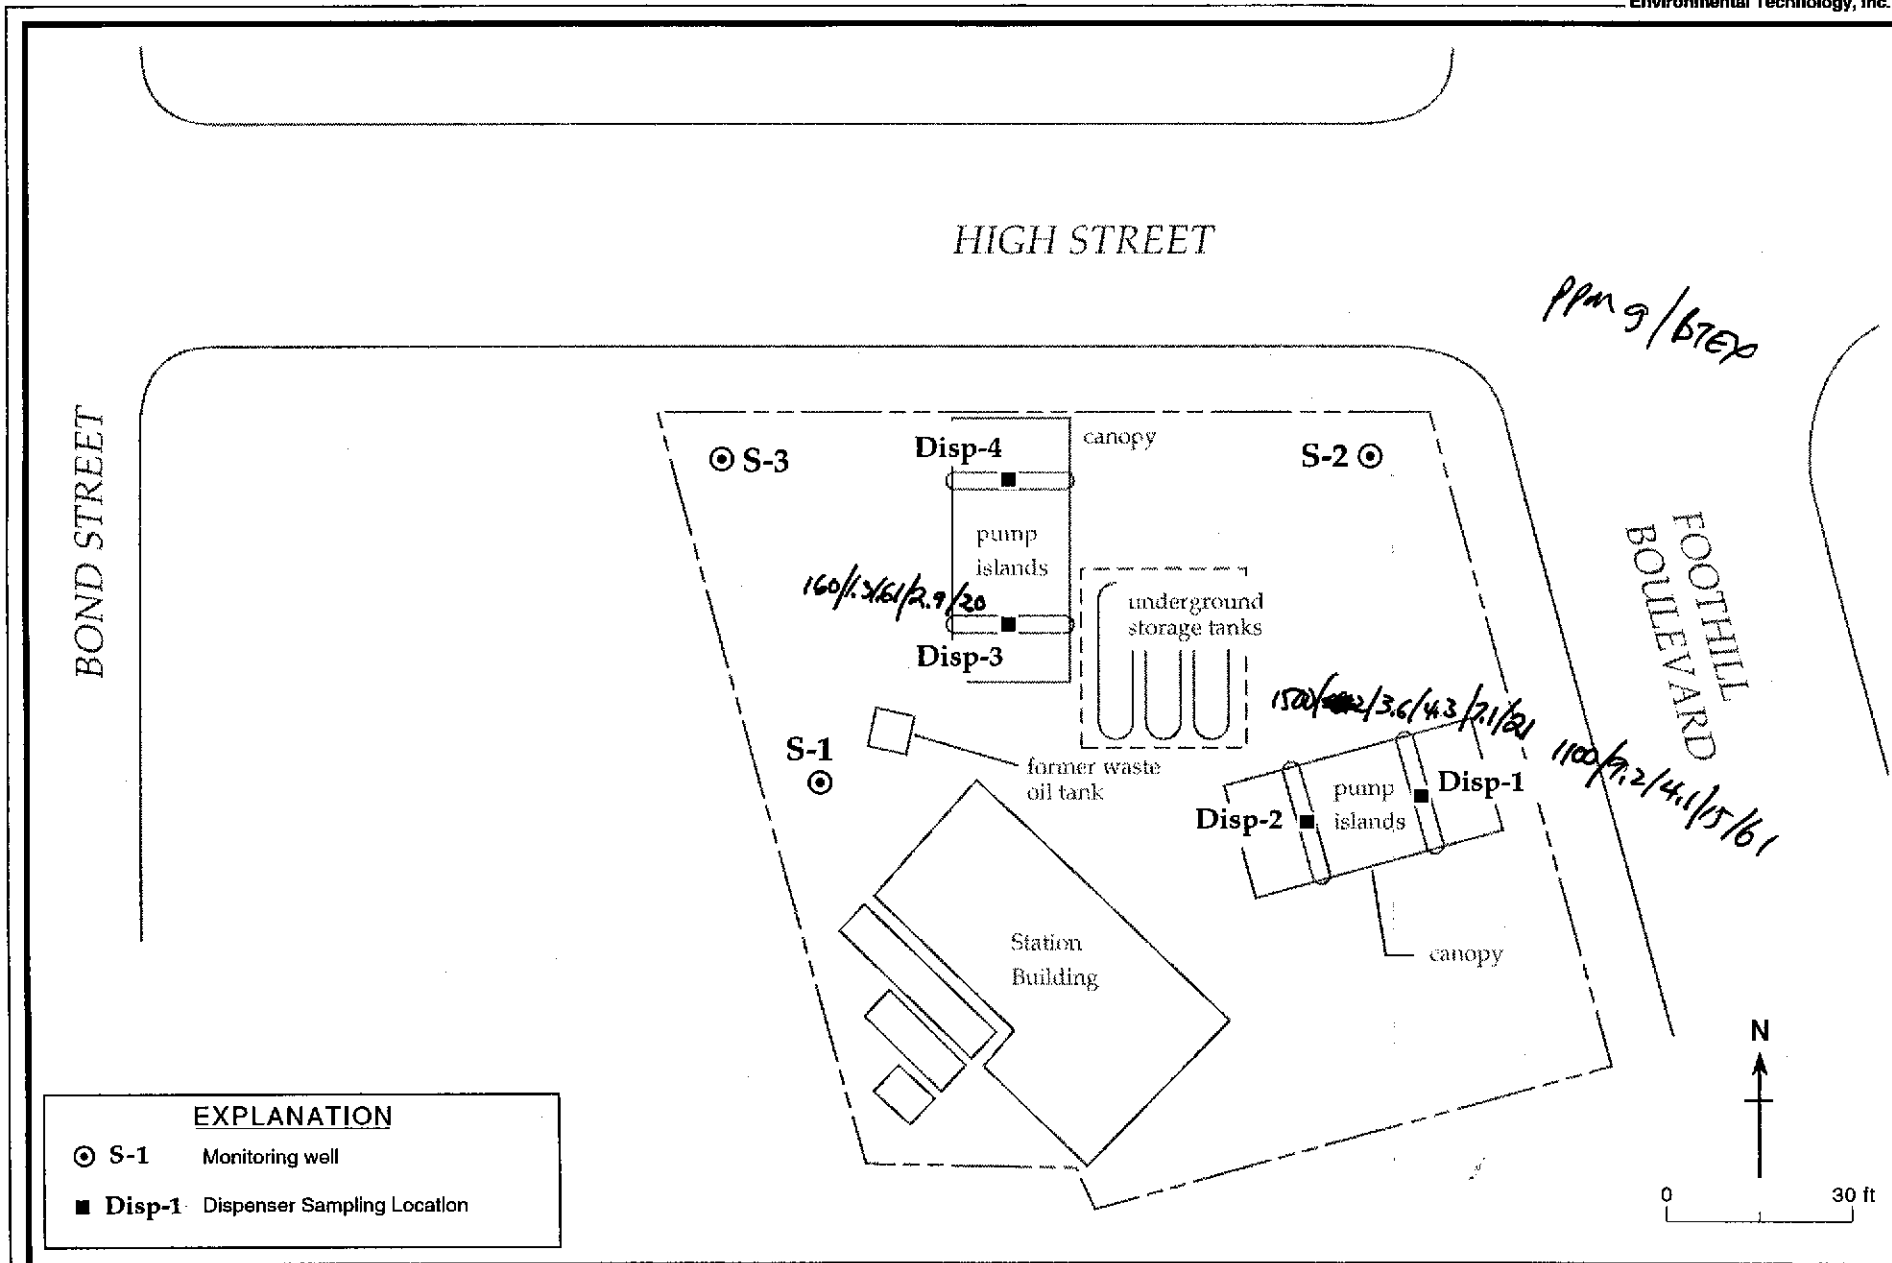 Environmental Technology, Inc.
HIGH STREET
ppm g/BTEX
BOND STREET
FOOTHILL
BOULEVARD
S-3
Disp-4
canopy
S-2
pump
islands
160/1.3/.61/2.9/20
Disp-3
underground
storage tanks
1500/ /3.6/4.3/7.1/21
1100/9.2/4.1/15/61
S-1
former waste
oil tank
Disp-2
pump
islands
Disp-1
canopy
Station
Building
N
0 30 ft
EXPLANATION
S-1 Monitoring well
Disp-1 Dispenser Sampling Location